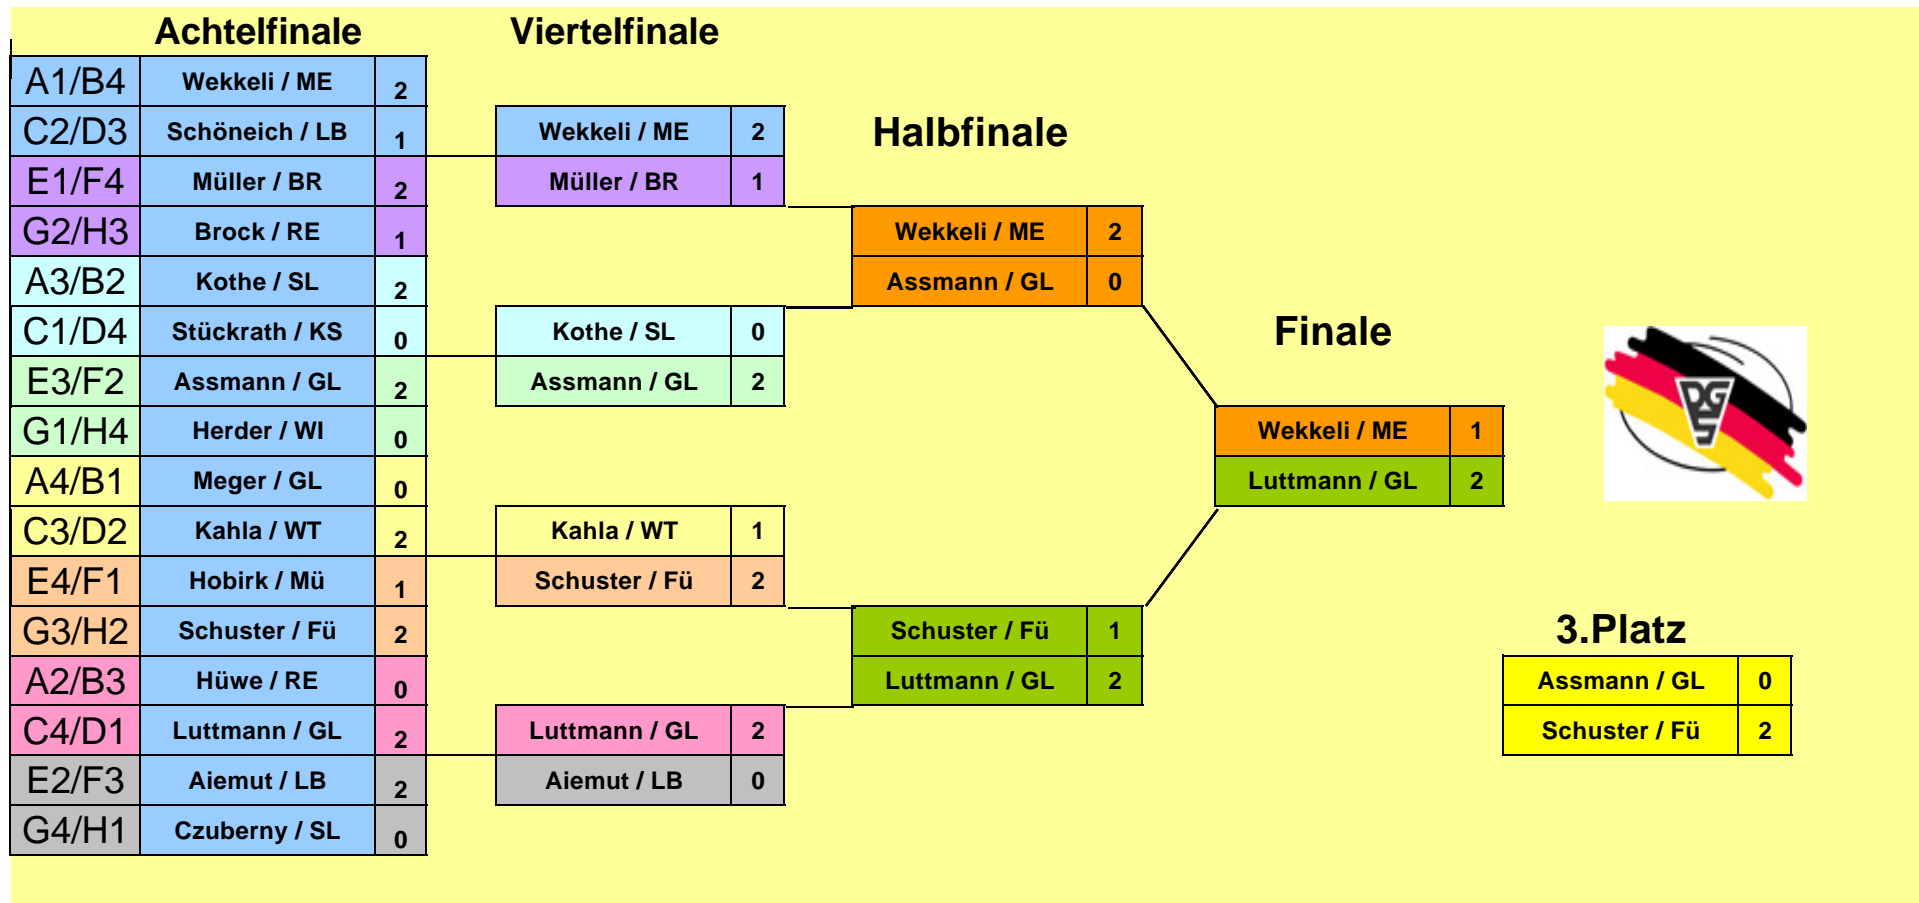 Achtelfinale Viertelfinale
A1/B4 Wekkeli / ME 2
C2/D3 Schöneich / LB 1 Wekkeli / ME 2 Halbfinale
E1/F4 Müller / BR 2 Müller / BR 1
G2/H3 Brock / RE 1 Wekkeli / ME 2
A3/B2 Kothe / SL 2 Assmann / GL 0
C1/D4 Stückrath / KS 0 Kothe / SL 0 Finale
E3/F2 Assmann / GL 2 Assmann / GL 2
G1/H4 Herder / WI 0 Wekkeli / ME 1
A4/B1 Meger / GL 0 Luttmann / GL 2
C3/D2 Kahla / WT 2 Kahla / WT 1
E4/F1 Hobirk / Mü 1 Schuster / Fü 2
G3/H2 Schuster / Fü 2 Schuster / Fü 1 3.Platz
A2/B3 Hüwe / RE 0 Luttmann / GL 2 Assmann / GL 0
C4/D1 Luttmann / GL 2 Luttmann / GL 2 Schuster / Fü 2
E2/F3 Aiemut / LB 2 Aiemut / LB 0
G4/H1 Czuberny / SL 0
DGS